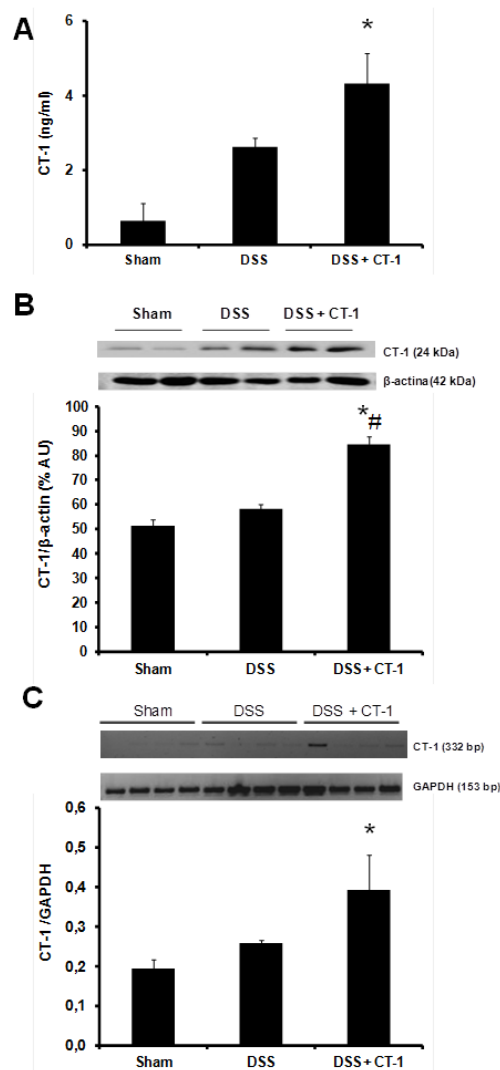 A
6
*
4
CT-1 (ng/ml)
2
0
Sham DSS DSS + CT-1
B
Sham DSS DSS + CT-1
CT-1 (24 kDa)
β-actina(42 kDa)
100
90
*#
80
70
60
CT-1/β-actin (% AU)
50
40
30
20
10
0
Sham DSS DSS + CT-1
C
Sham DSS DSS + CT-1
CT-1 (332 bp)
GAPDH (153 bp)
0,6
*
0,5
0,4
CT-1 /GAPDH
0,3
0,2
0,1
0,0
Sham DSS DSS + CT-1